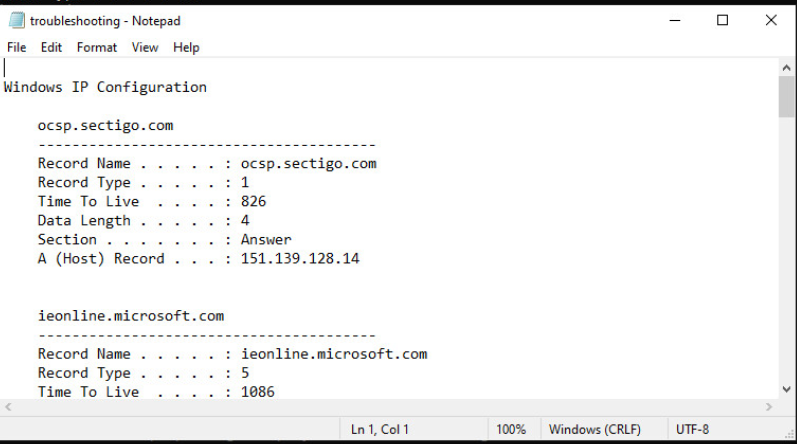 troubleshooting - Notepad
File Edit Format View Help
Windows IP Configuration
ocsp.sectigo.com
----------------------------------------
Record Name . . . . . : ocsp.sectigo.com
Record Type . . . . . : 1
Time To Live  . . . . : 826
Data Length . . . . . : 4
Section . . . . . . . : Answer
A (Host) Record . . . : 151.139.128.14
ieonline.microsoft.com
----------------------------------------
Record Name . . . . . : ieonline.microsoft.com
Record Type . . . . . : 5
Time To Live  . . . . : 1086
Ln 1, Col 1 100% Windows (CRLF) UTF-8